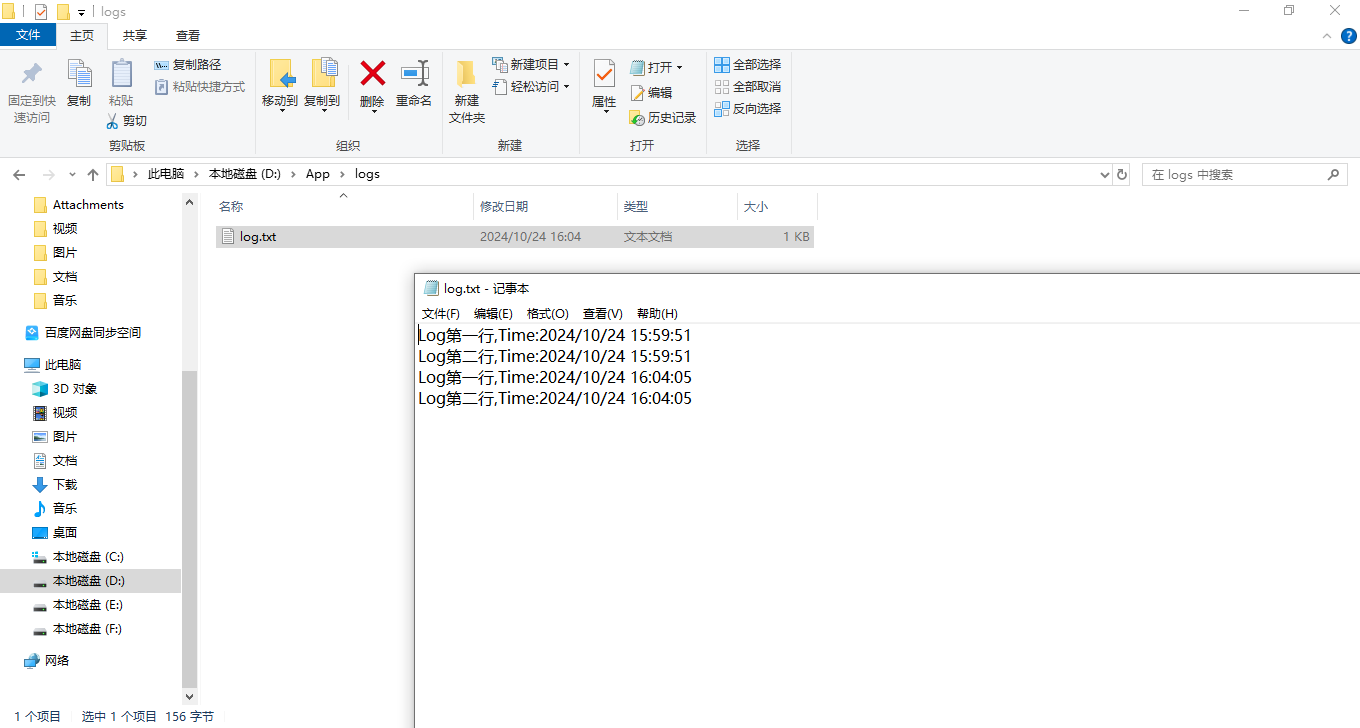 logs
文件 主页 共享 查看
固定到快速访问
复制
粘贴
复制路径
粘贴快捷方式
剪切
剪贴板
移动到
复制到
删除
重命名
组织
新建文件夹
新建项目
轻松访问
新建
属性
打开
编辑
历史记录
打开
全部选择
全部取消
反向选择
选择
此电脑 本地磁盘 (D:) App logs
在 logs 中搜索
Attachments
视频
图片
文档
音乐
百度网盘同步空间
此电脑
3D 对象
视频
图片
文档
下载
音乐
桌面
本地磁盘 (C:)
本地磁盘 (D:)
本地磁盘 (E:)
本地磁盘 (F:)
网络
名称 修改日期 类型 大小
log.txt 2024/10/24 16:04 文本文档 1 KB
log.txt - 记事本
文件(F) 编辑(E) 格式(O) 查看(V) 帮助(H)
Log第一行,Time:2024/10/24 15:59:51
Log第二行,Time:2024/10/24 15:59:51
Log第一行,Time:2024/10/24 16:04:05
Log第二行,Time:2024/10/24 16:04:05
1 个项目 选中 1 个项目 156 字节